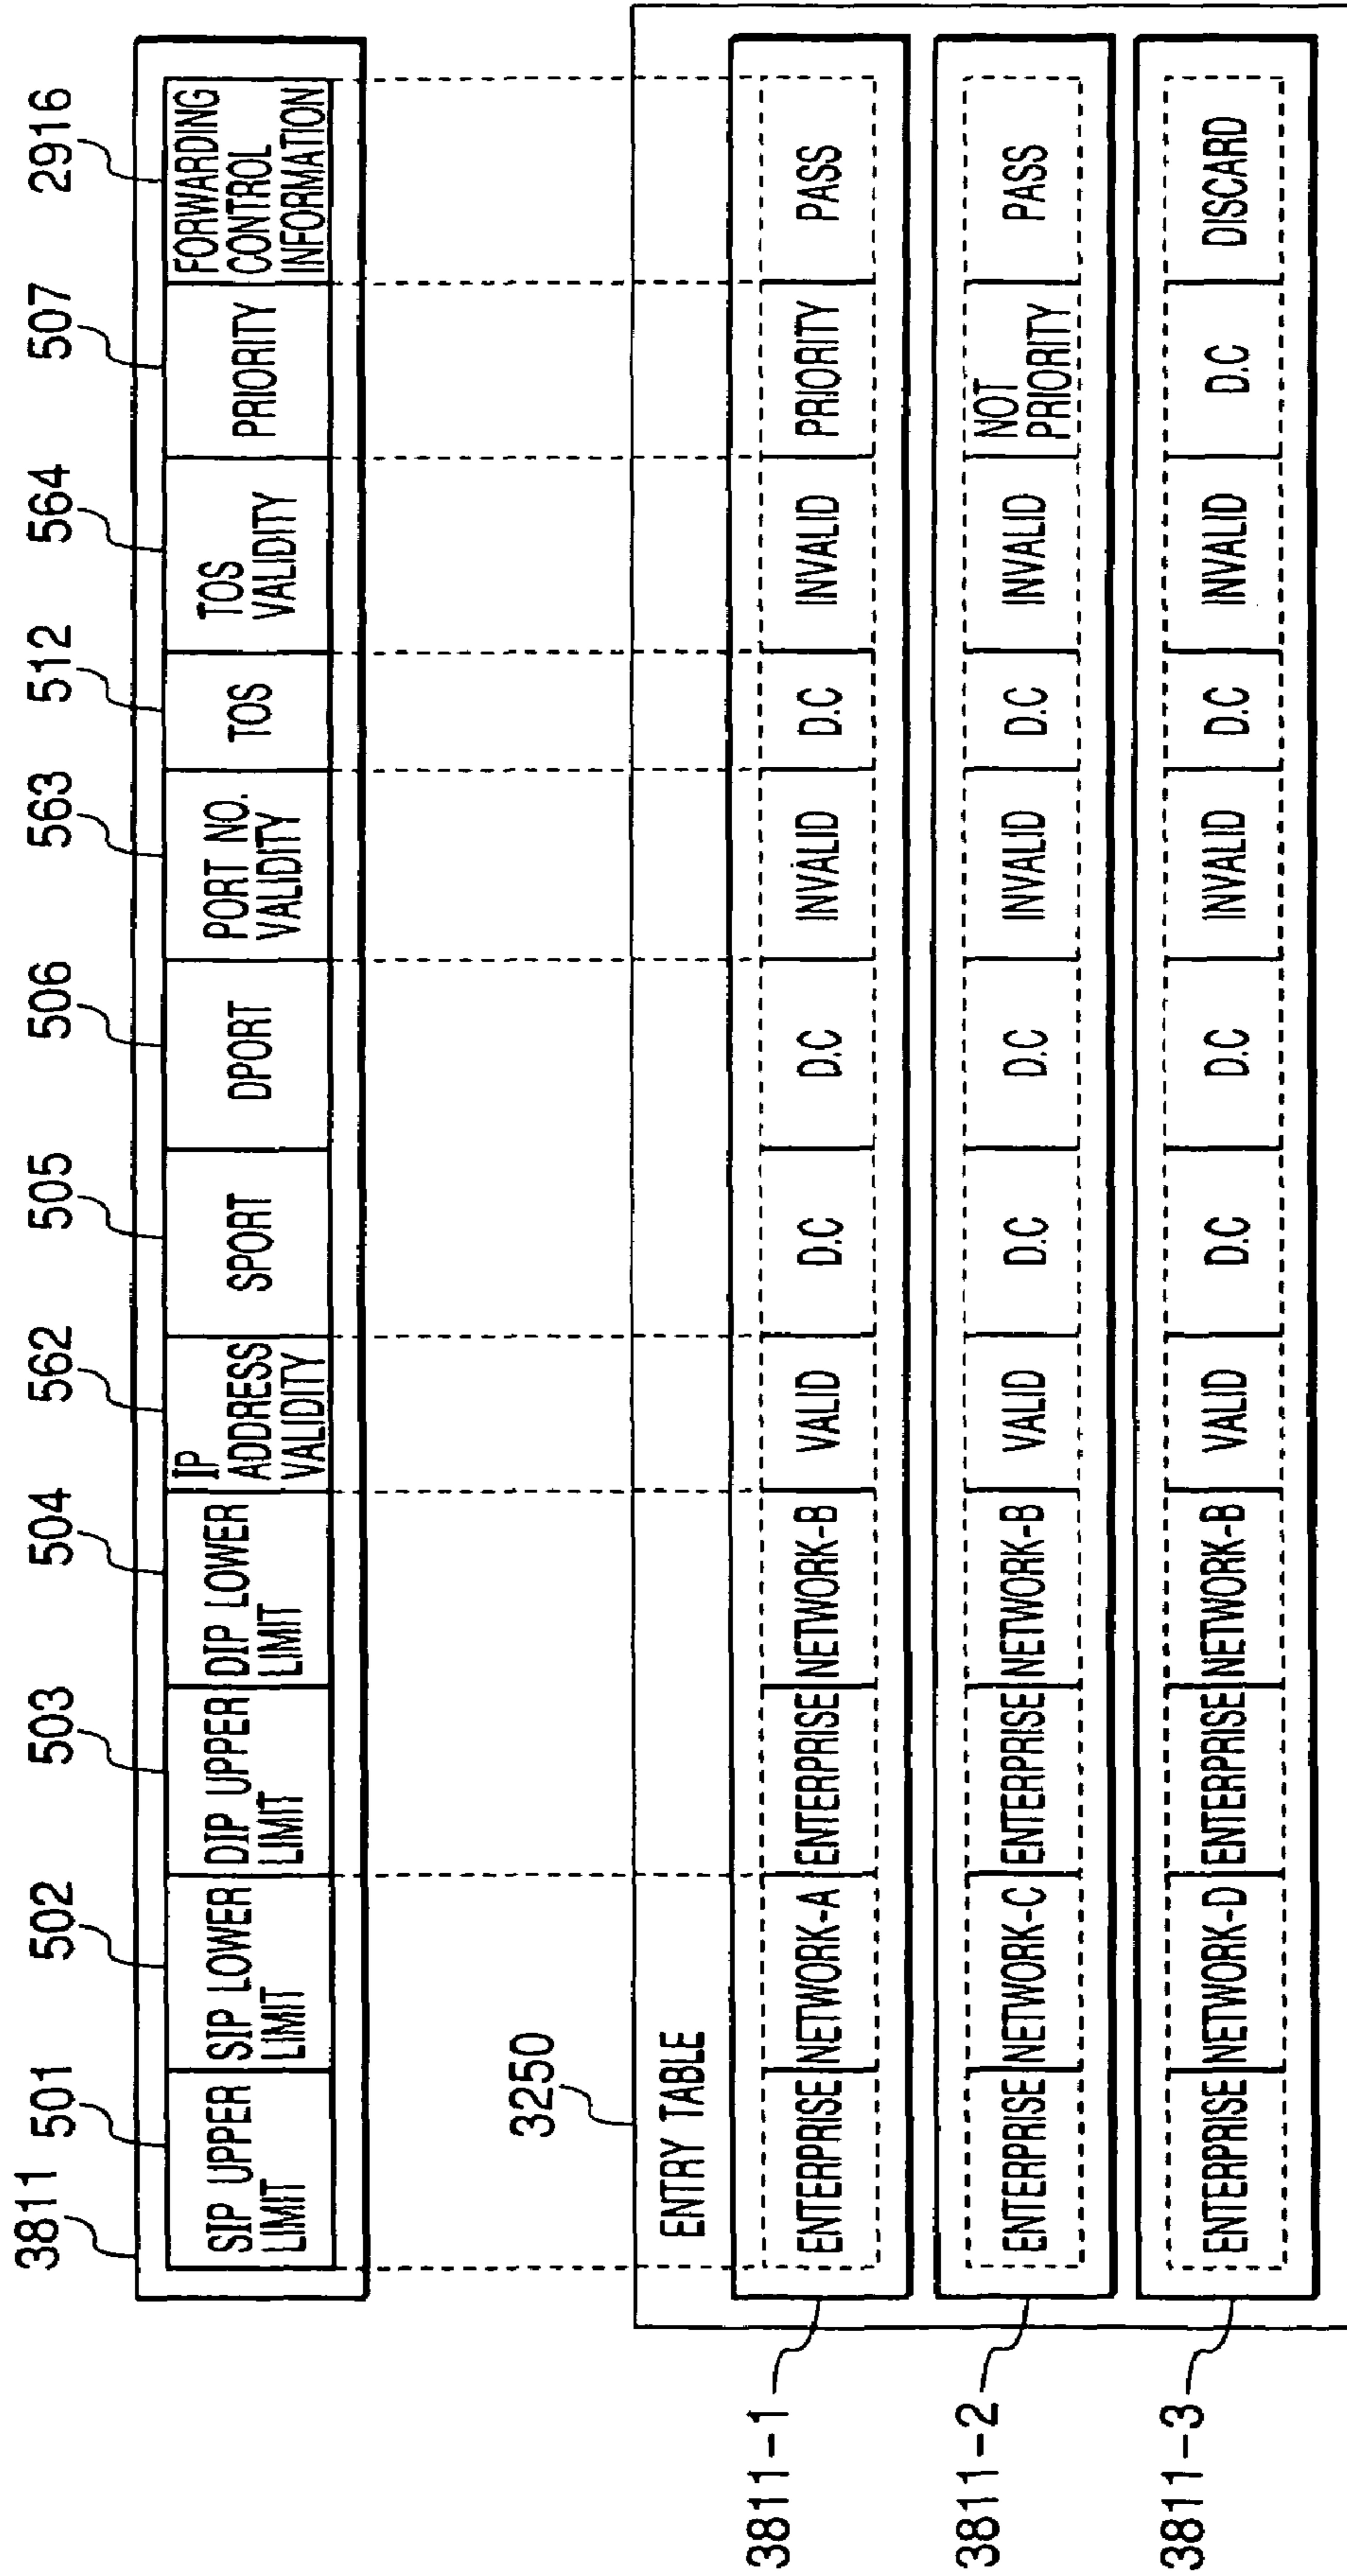 3811
501
502
503
504
562
505
506
563
512
564
507
2916
SIP UPPER
LIMIT
SIP LOWER
LIMIT
DIP UPPER
LIMIT
DIP LOWER
LIMIT
IP
ADDRESS
VALIDITY
SPORT
DPORT
PORT NO.
VALIDITY
TOS
TOS
VALIDITY
PRIORITY
FORWARDING
CONTROL
INFORMATION
3250
ENTRY TABLE
3811-1
ENTERPRISE
NETWORK-A
ENTERPRISE
NETWORK-B
VALID
D.C
D.C
INVALID
D.C
INVALID
PRIORITY
PASS
3811-2
ENTERPRISE
NETWORK-C
ENTERPRISE
NETWORK-B
VALID
D.C
D.C
INVALID
D.C
INVALID
NOT
PRIORITY
PASS
3811-3
ENTERPRISE
NETWORK-D
ENTERPRISE
NETWORK-B
VALID
D.C
D.C
INVALID
D.C
INVALID
D.C
DISCARD